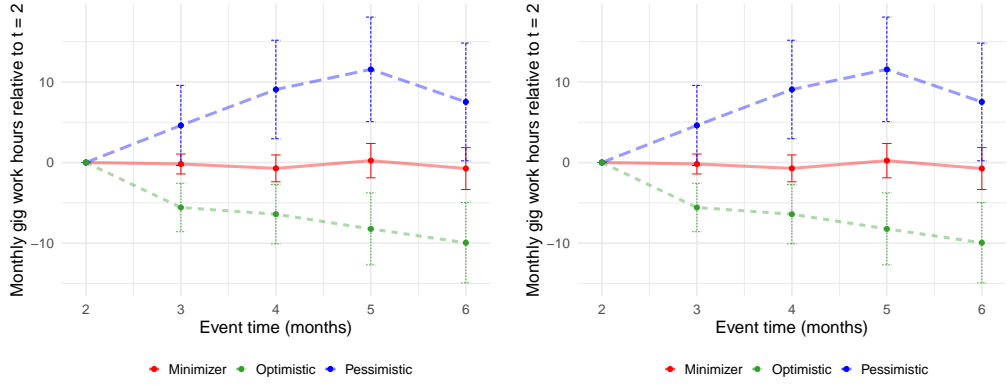 Monthly gig work hours relative to t = 2
10
0
−10
2 3 4 5 6
Event time (months)
Minimizer Optimistic Pessimistic
Monthly gig work hours relative to t = 2
10
0
−10
2 3 4 5 6
Event time (months)
Minimizer Optimistic Pessimistic